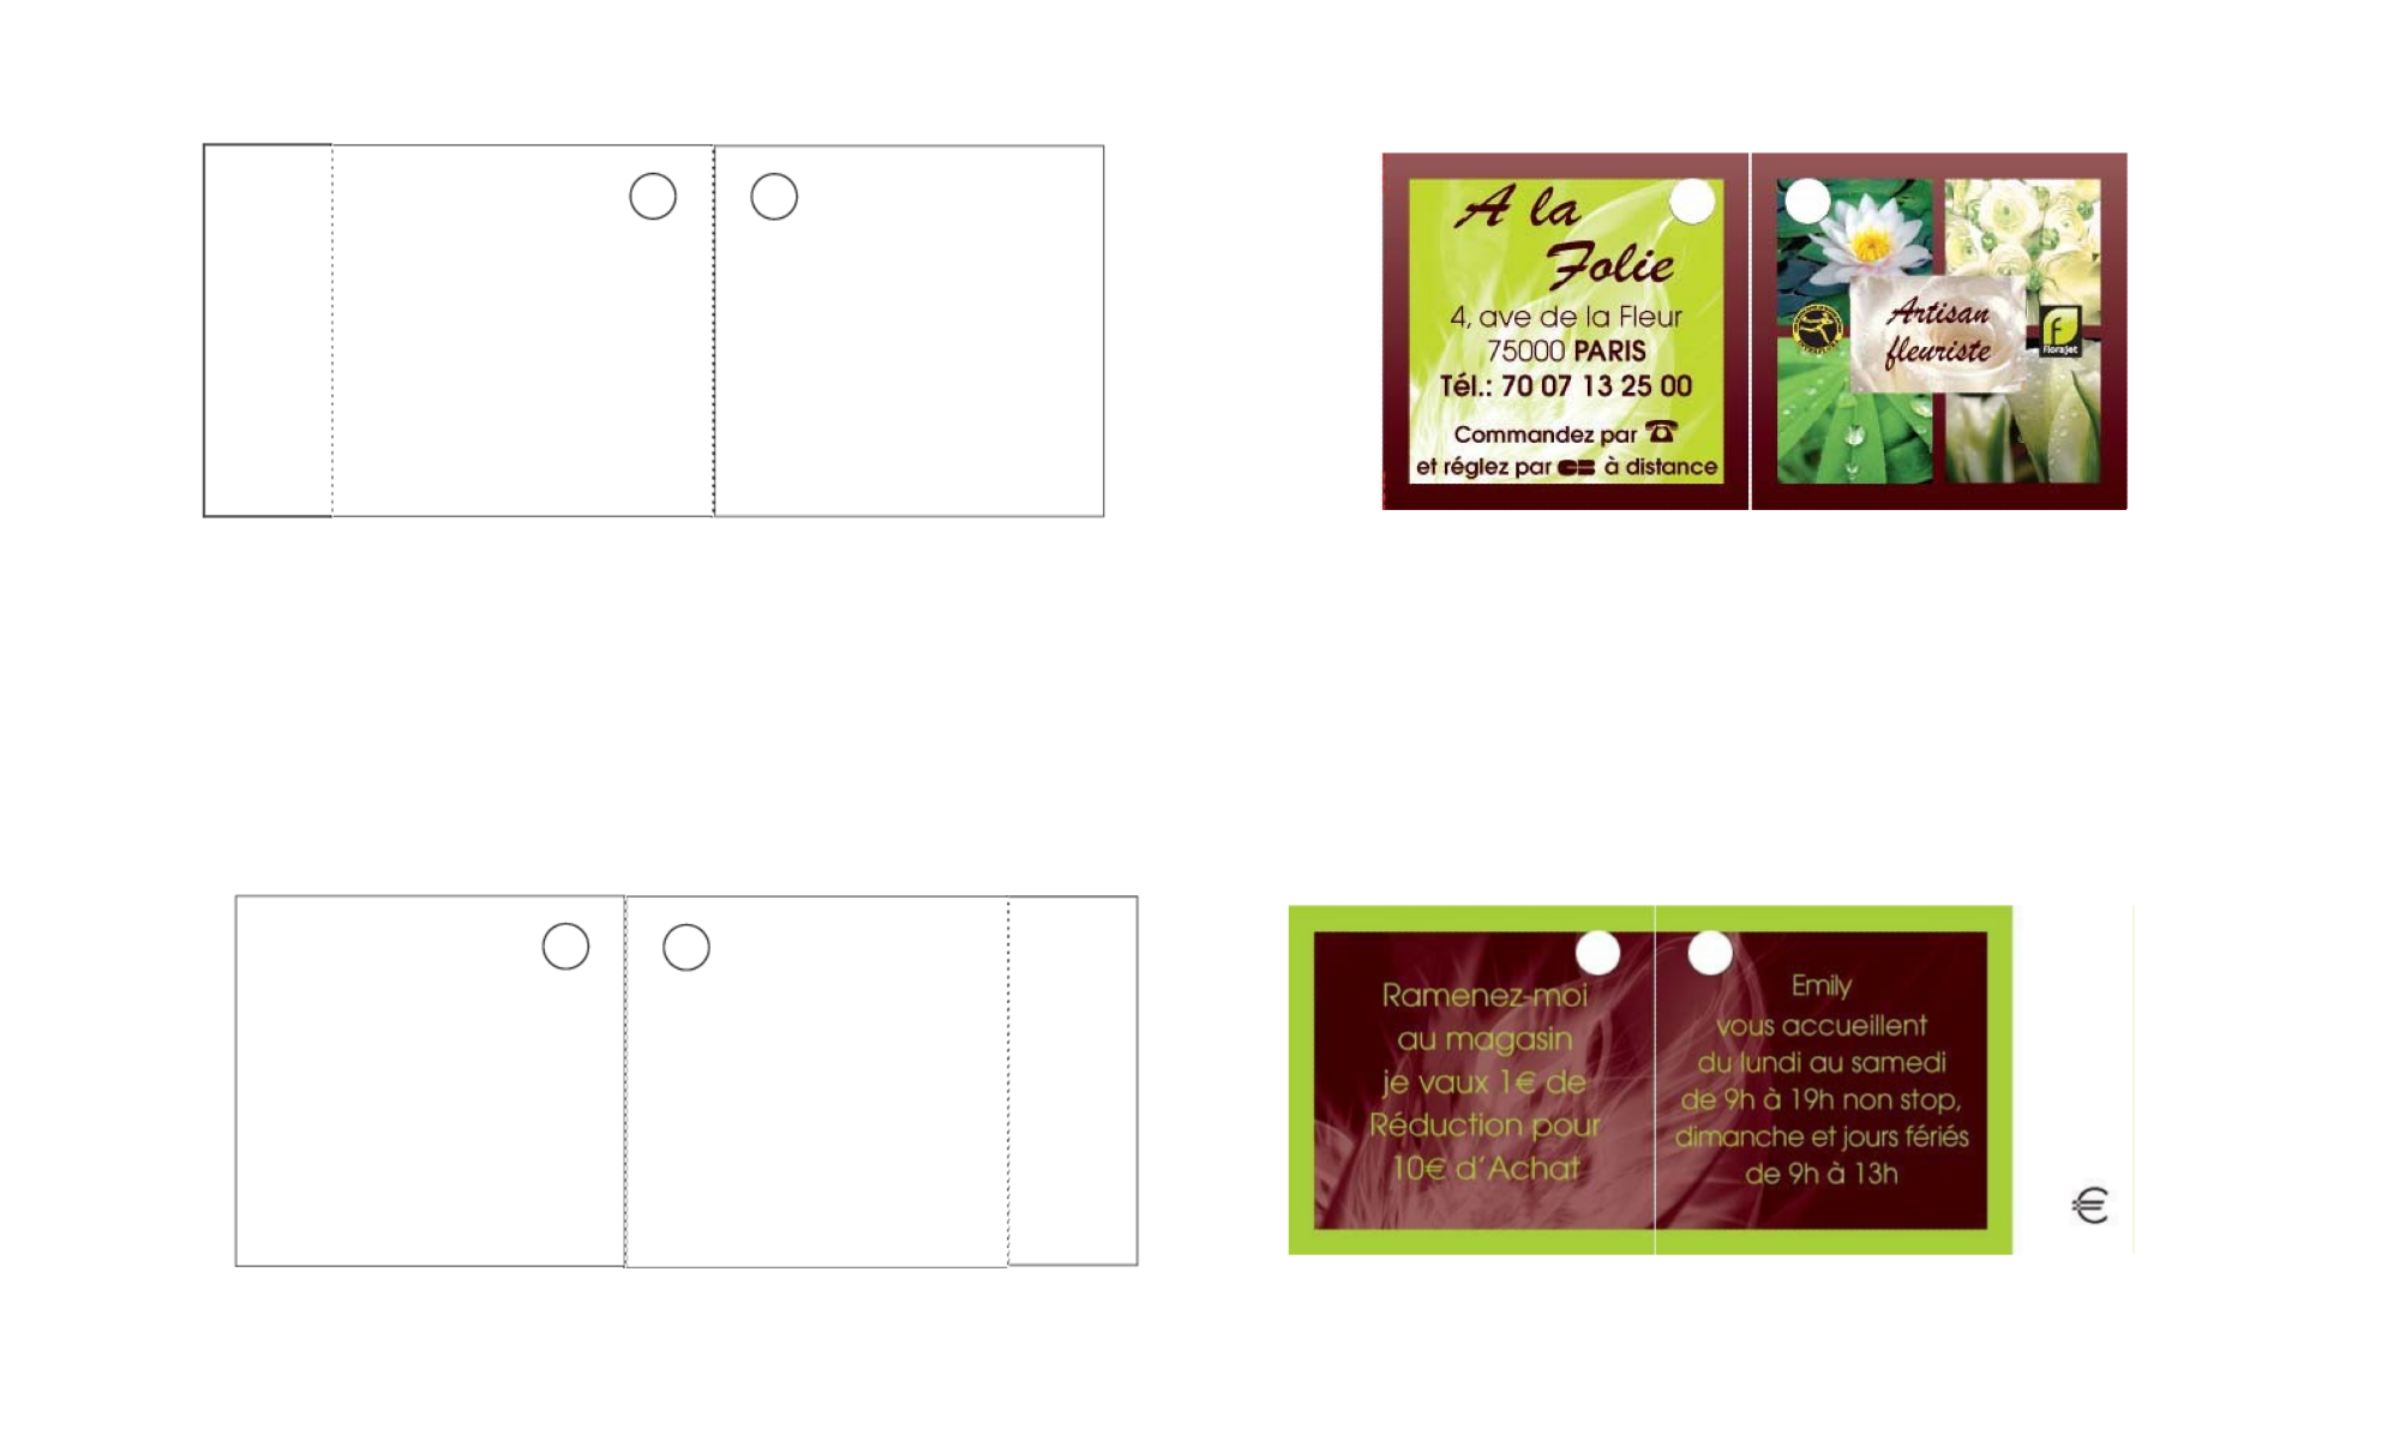 A la
Folie
4, ave de la Fleur
75000 PARIS
Tél.: 70 07 13 25 00
Commandez par
et réglez par CB à distance
Artisan
fleuriste
florajet
Ramenez-moi
au magasin
je vaux 1€ de
Réduction pour
10€ d'Achat
Emily
vous accueillent
du lundi au samedi
de 9h à 19h non stop,
dimanche et jours fériés
de 9h à 13h
€